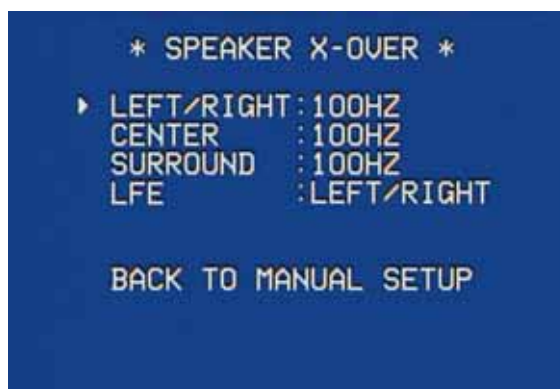 * SPEAKER X-OVER *
LEFT/RIGHT:100HZ
CENTER :100HZ
SURROUND :100HZ
LFE :LEFT/RIGHT
BACK TO MANUAL SETUP